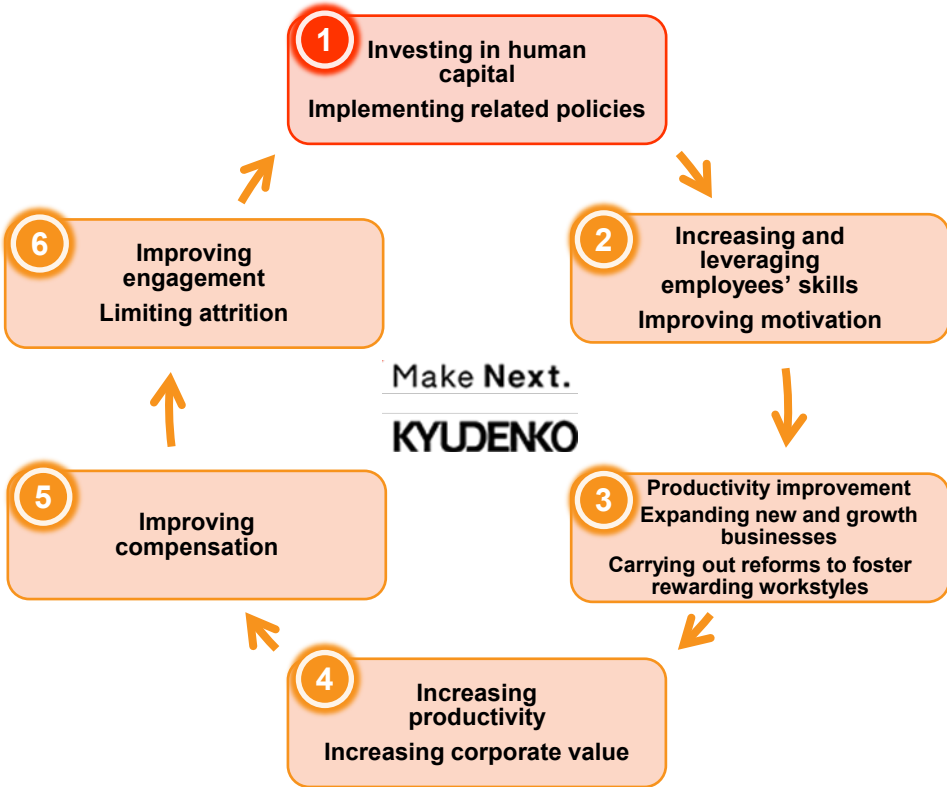 1
Investing in human
capital
Implementing related policies
2
Increasing and
leveraging
employees’ skills
Improving motivation
3
Productivity improvement
Expanding new and growth
businesses
Carrying out reforms to foster
rewarding workstyles
4
Increasing
productivity
Increasing corporate value
5
Improving
compensation
6
Improving
engagement
Limiting attrition
Make Next.
KYUDENKO